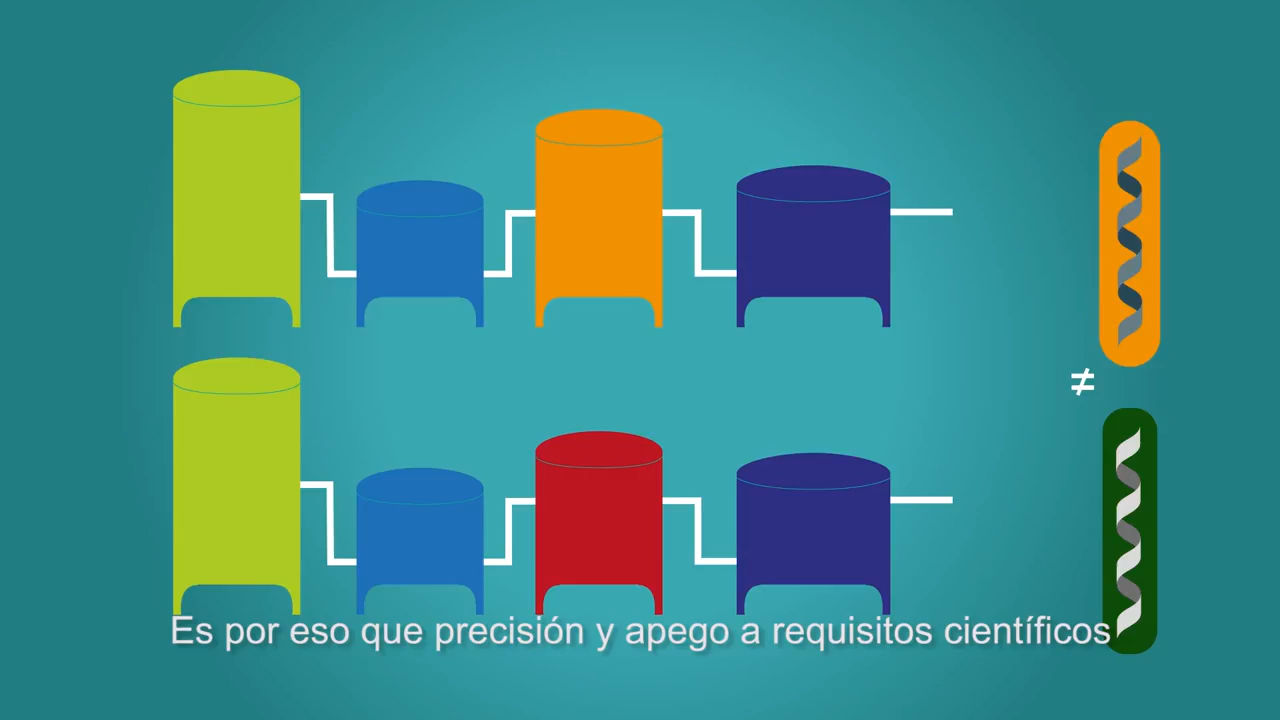 ≠
Es por eso que precisión y apego a requisitos científicos